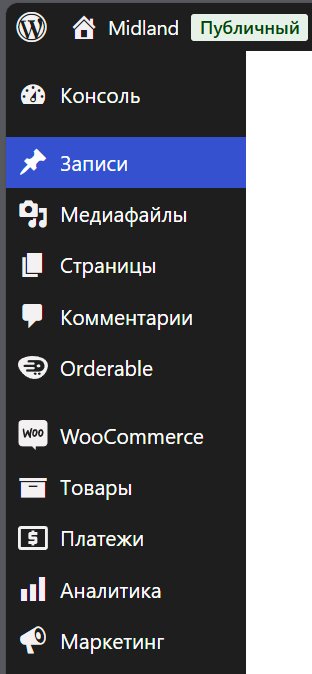 Midland Публичный
Консоль
Записи
Медиафайлы
Страницы
Комментарии
Orderable
Woo WooCommerce
Товары
Платежи
Аналитика
Маркетинг